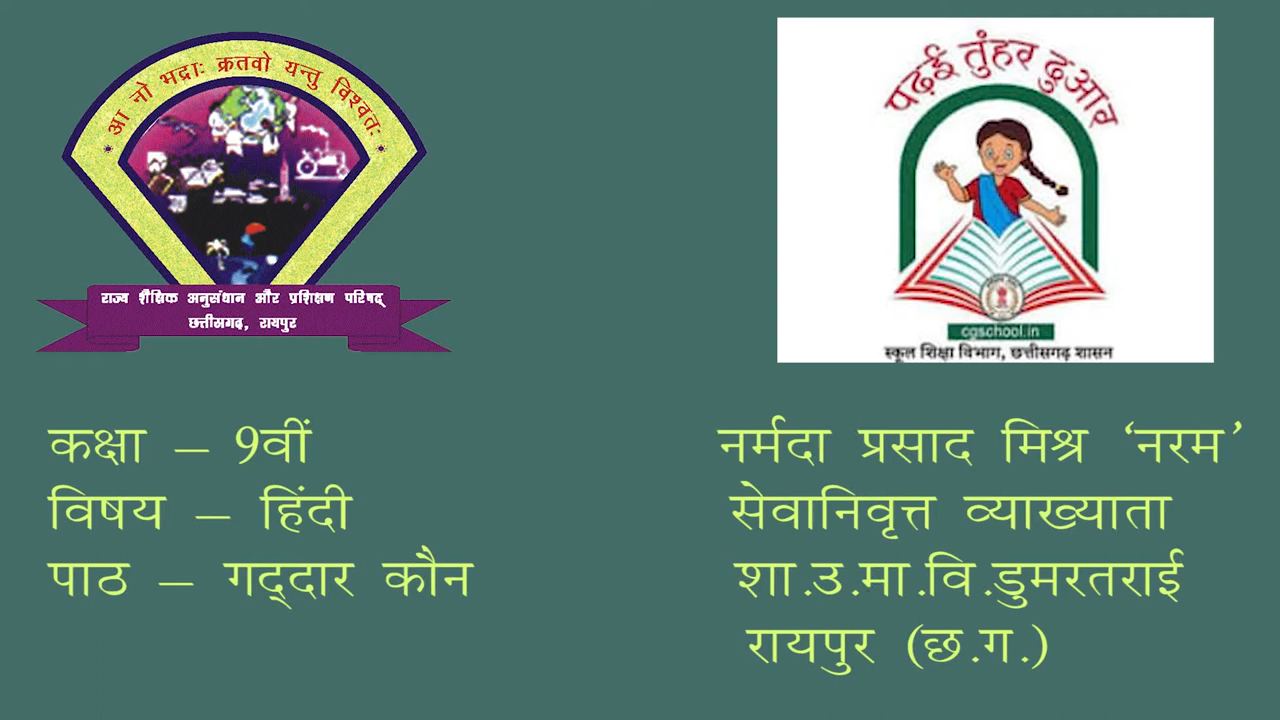 आ नो भद्राः क्रतवो यन्तु विश्वतः
राज्य शैक्षिक अनुसंधान और प्रशिक्षण परिषद्
छत्तीसगढ़, रायपुर
पढ़ई तुंहर दुआर
cgschool.in
स्कूल शिक्षा विभाग, छत्तीसगढ़ शासन
कक्षा – 9वीं
विषय – हिंदी
पाठ – गद्‌दार कौन
नर्मदा प्रसाद मिश्र ‘नरम’
सेवानिवृत्त व्याख्याता
शा.उ.मा.वि.डुमरतराई
रायपुर (छ.ग.)